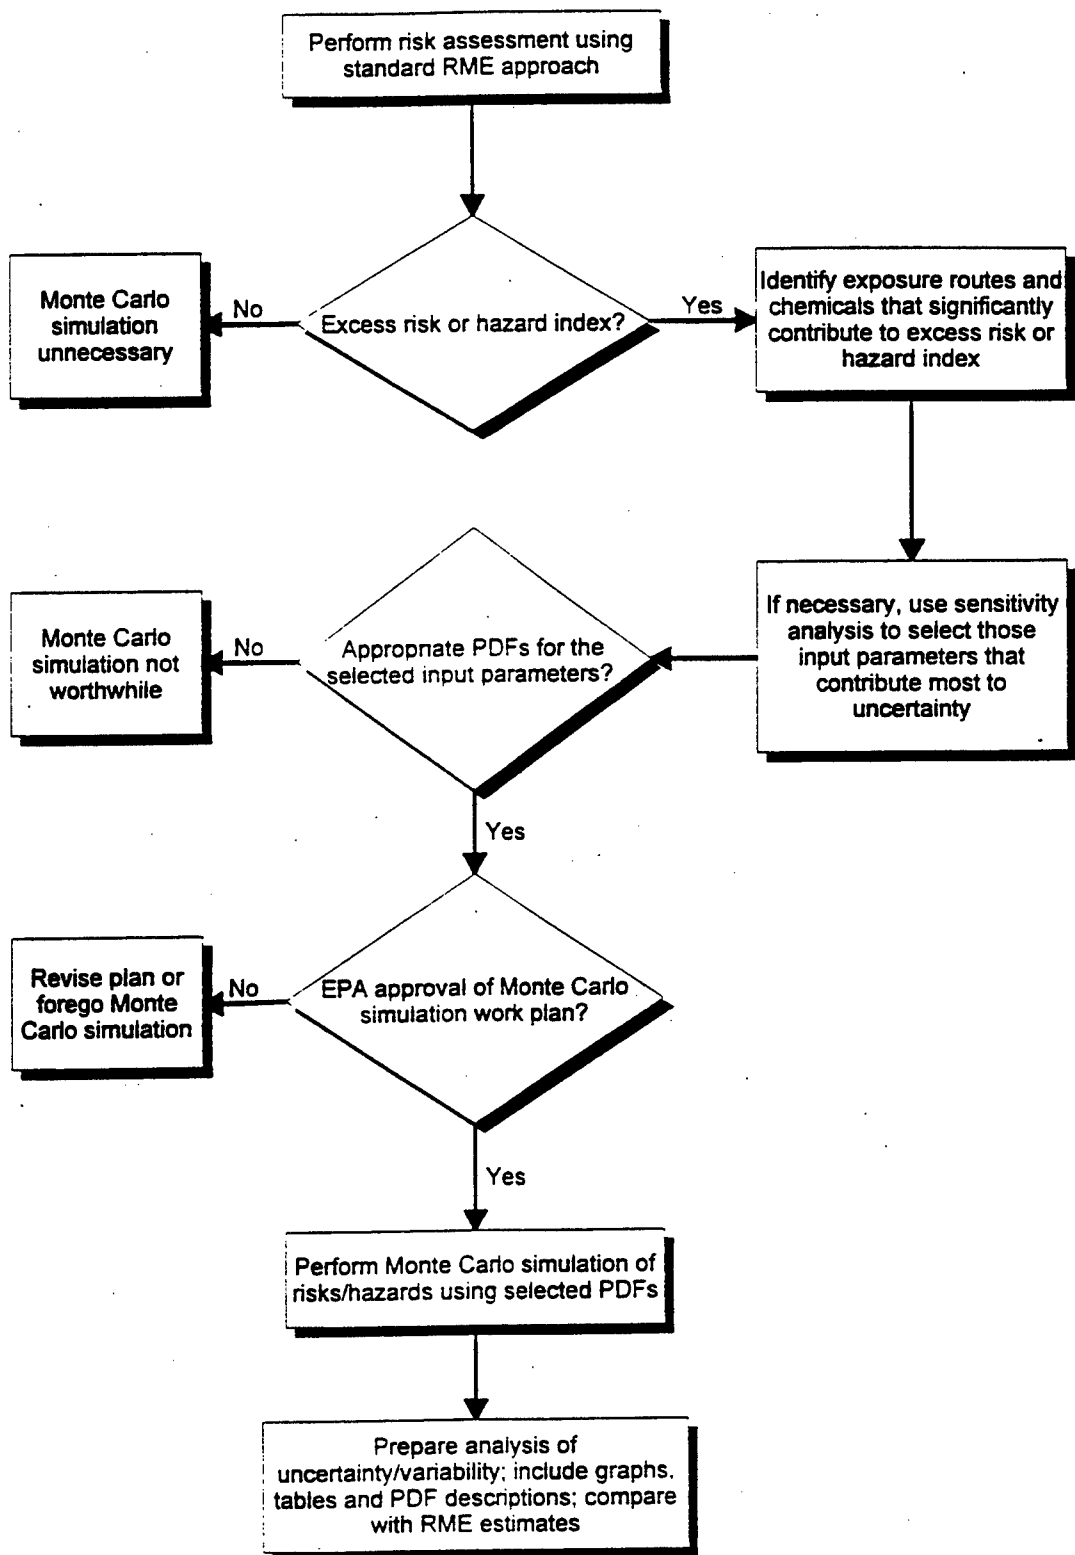 Perform risk assessment using
standard RME approach
Monte Carlo
simulation
unnecessary
No
Excess risk or hazard index?
Yes
Identify exposure routes and
chemicals that significantly
contribute to excess risk or
hazard index
Monte Carlo
simulation not
worthwhile
No
Appropriate PDFs for the
selected input parameters?
If necessary, use sensitivity
analysis to select those
input parameters that
contribute most to
uncertainty
Yes
Revise plan or
forego Monte
Carlo simulation
No
EPA approval of Monte Carlo
simulation work plan?
Yes
Perform Monte Carlo simulation of
risks/hazards using selected PDFs
Prepare analysis of
uncertainty/variability; include graphs,
tables and PDF descriptions; compare
with RME estimates